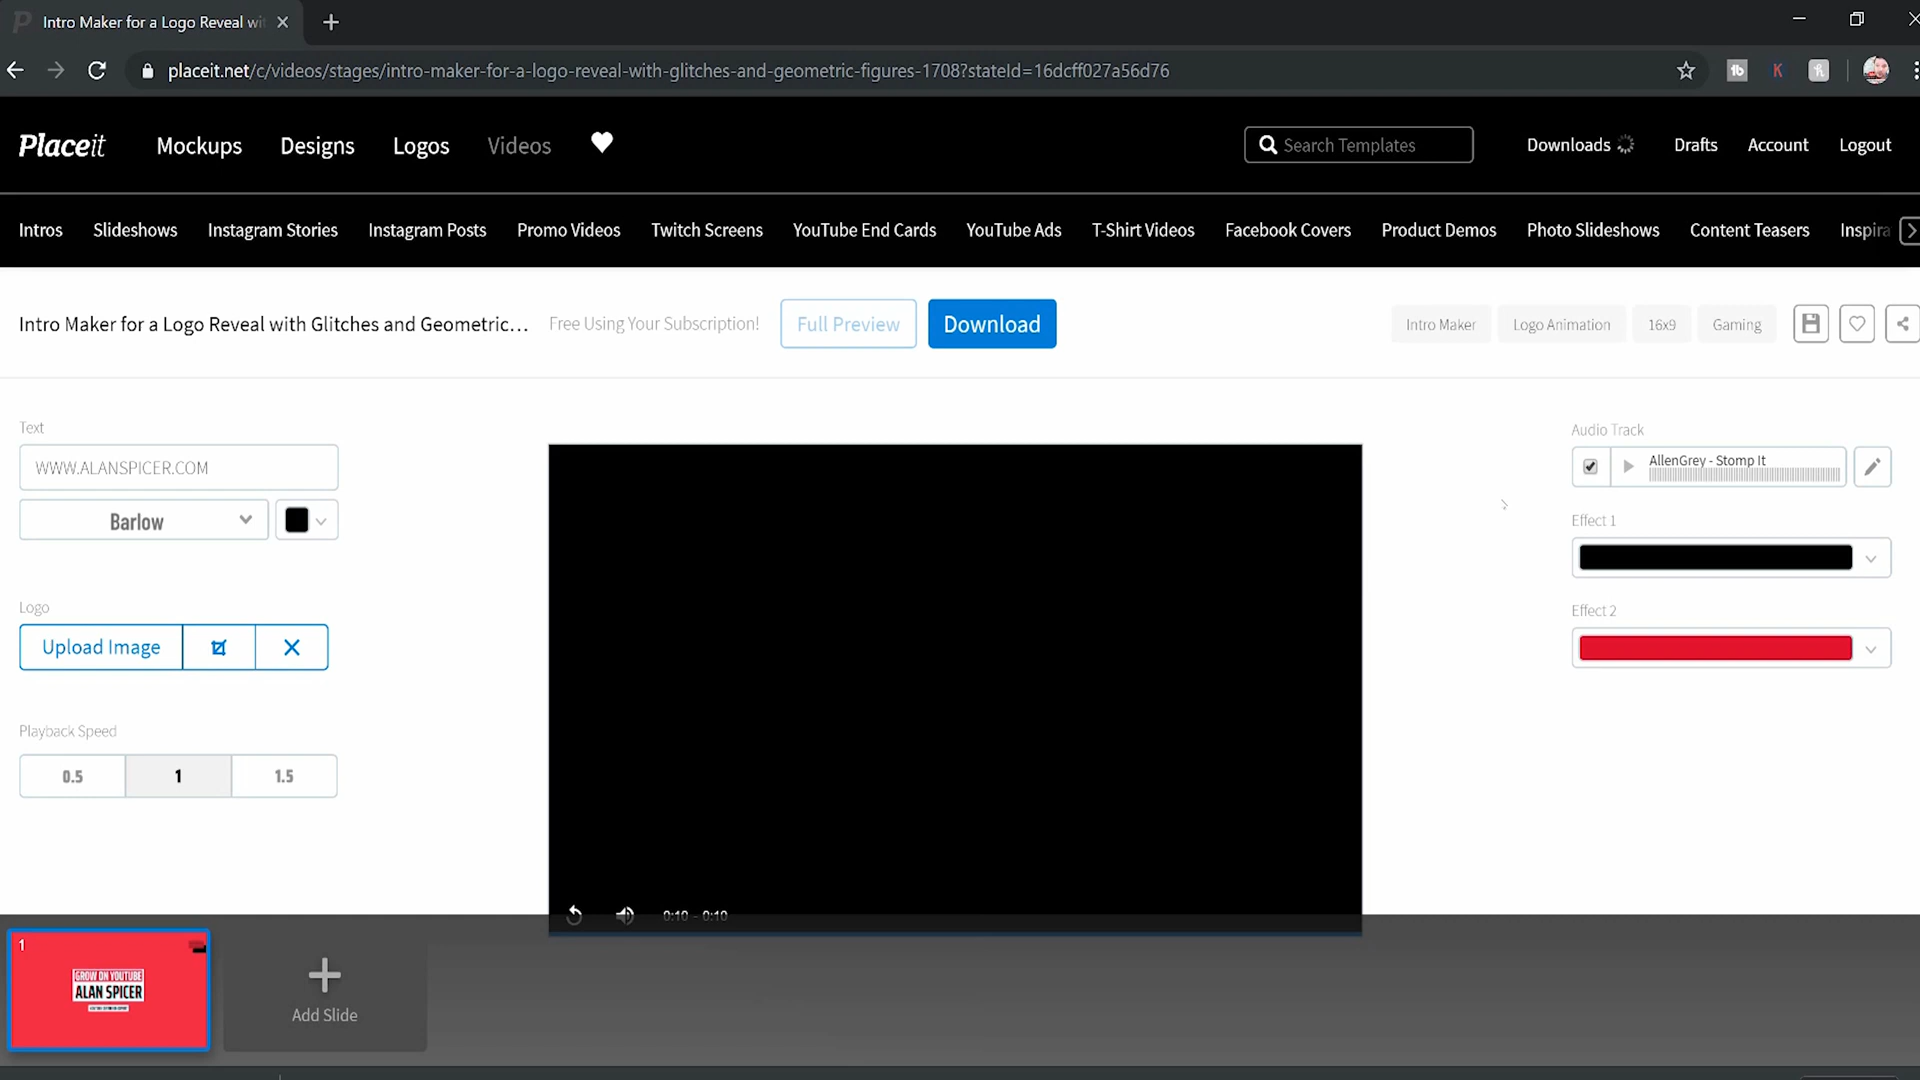 Intro Maker for a Logo Reveal wi
placeit.net/c/videos/stages/intro-maker-for-a-logo-reveal-with-glitches-and-geometric-figures-1708?stateId=16dcff027a56d76
Placeit Mockups Designs Logos Videos Search Templates Downloads Drafts Account Logout
Intros Slideshows Instagram Stories Instagram Posts Promo Videos Twitch Screens YouTube End Cards YouTube Ads T-Shirt Videos Facebook Covers Product Demos Photo Slideshows Content Teasers Inspira
Intro Maker for a Logo Reveal with Glitches and Geometric... Free Using Your Subscription! Full Preview Download Intro Maker Logo Animation 16x9 Gaming
Text
WWW.ALANSPICER.COM
Barlow
Logo
Upload Image
Playback Speed
0.5 1 1.5
Audio Track
AllenGrey - Stomp It
Effect 1
Effect 2
0:10 - 0:10
1
GROW ON YOUTUBE
ALAN SPICER
Add Slide